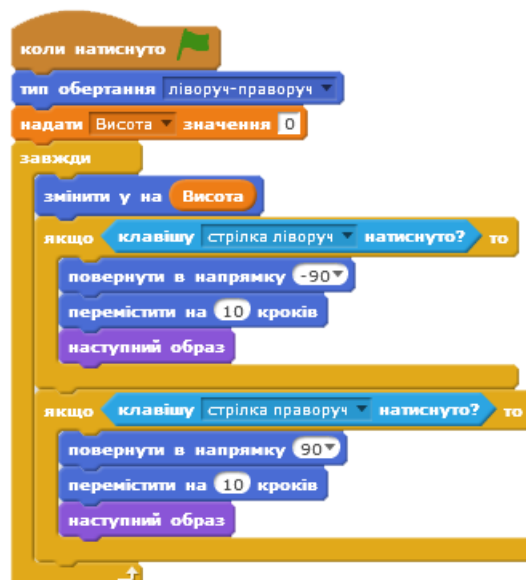 коли натиснуто
тип обертання ліворуч-праворуч
надати Висота значення 0
завжди
змінити у на Висота
якщо клавішу стрілка ліворуч натиснуто? то
повернути в напрямку -90
перемістити на 10 кроків
наступний образ
якщо клавішу стрілка праворуч натиснуто? то
повернути в напрямку 90
перемістити на 10 кроків
наступний образ